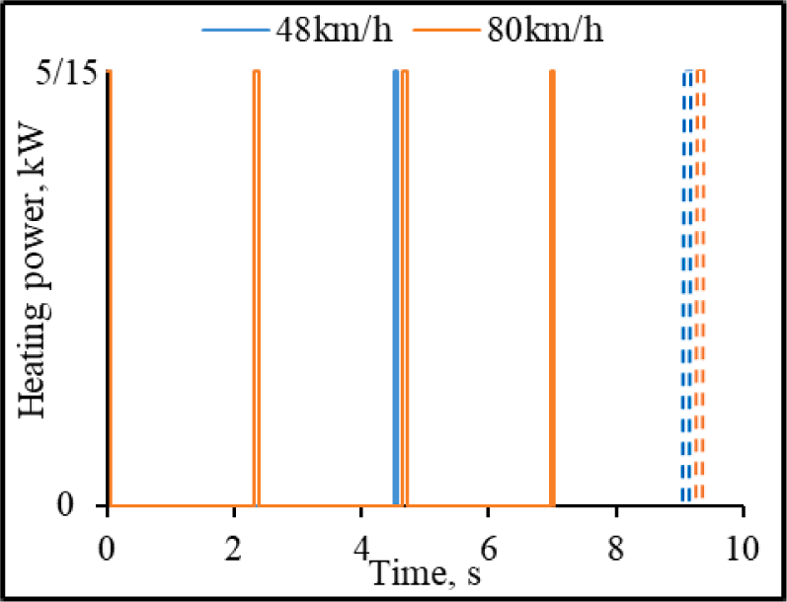 48km/h 80km/h
5/15
Heating power, kW
0
0 2 4 6 8 10
Time, s